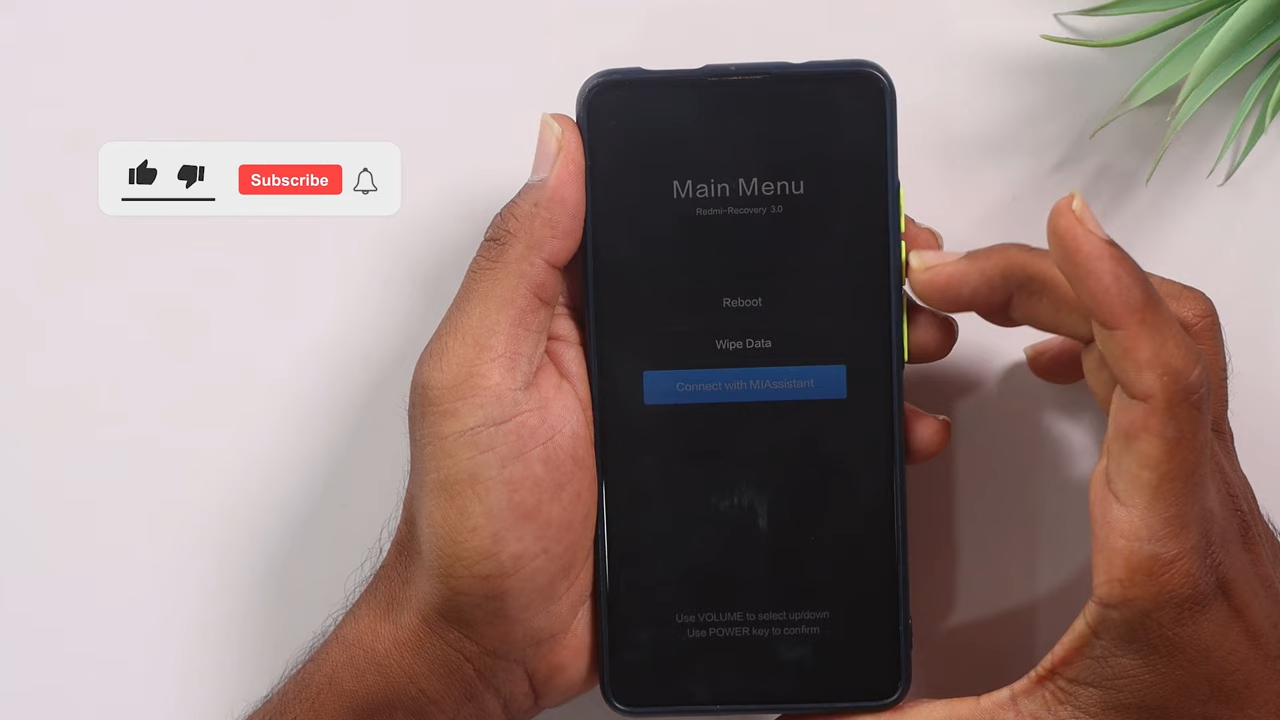 Subscribe
Main Menu
Redmi-Recovery 3.0
Reboot
Wipe Data
Connect with MIAssistant
Use VOLUME to select up/down
Use POWER key to confirm